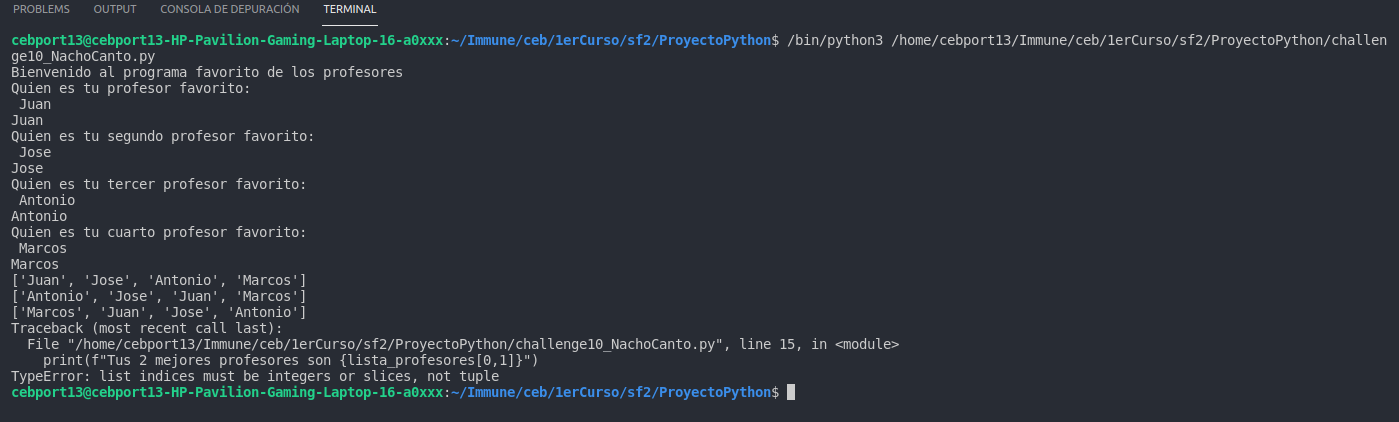 PROBLEMS OUTPUT CONSOLA DE DEPURACIÓN TERMINAL
cebport13@cebport13-HP-Pavilion-Gaming-Laptop-16-a0xxx:~/Immune/ceb/1erCurso/sf2/ProyectoPython$ /bin/python3 /home/cebport13/Immune/ceb/1erCurso/sf2/ProyectoPython/challen
ge10_NachoCanto.py
Bienvenido al programa favorito de los profesores
Quien es tu profesor favorito:
 Juan
Juan
Quien es tu segundo profesor favorito:
 Jose
Jose
Quien es tu tercer profesor favorito:
 Antonio
Antonio
Quien es tu cuarto profesor favorito:
 Marcos
Marcos
['Juan', 'Jose', 'Antonio', 'Marcos']
['Antonio', 'Jose', 'Juan', 'Marcos']
['Marcos', 'Juan', 'Jose', 'Antonio']
Traceback (most recent call last):
  File "/home/cebport13/Immune/ceb/1erCurso/sf2/ProyectoPython/challenge10_NachoCanto.py", line 15, in <module>
    print(f"Tus 2 mejores profesores son {lista_profesores[0,1]}")
TypeError: list indices must be integers or slices, not tuple
cebport13@cebport13-HP-Pavilion-Gaming-Laptop-16-a0xxx:~/Immune/ceb/1erCurso/sf2/ProyectoPython$